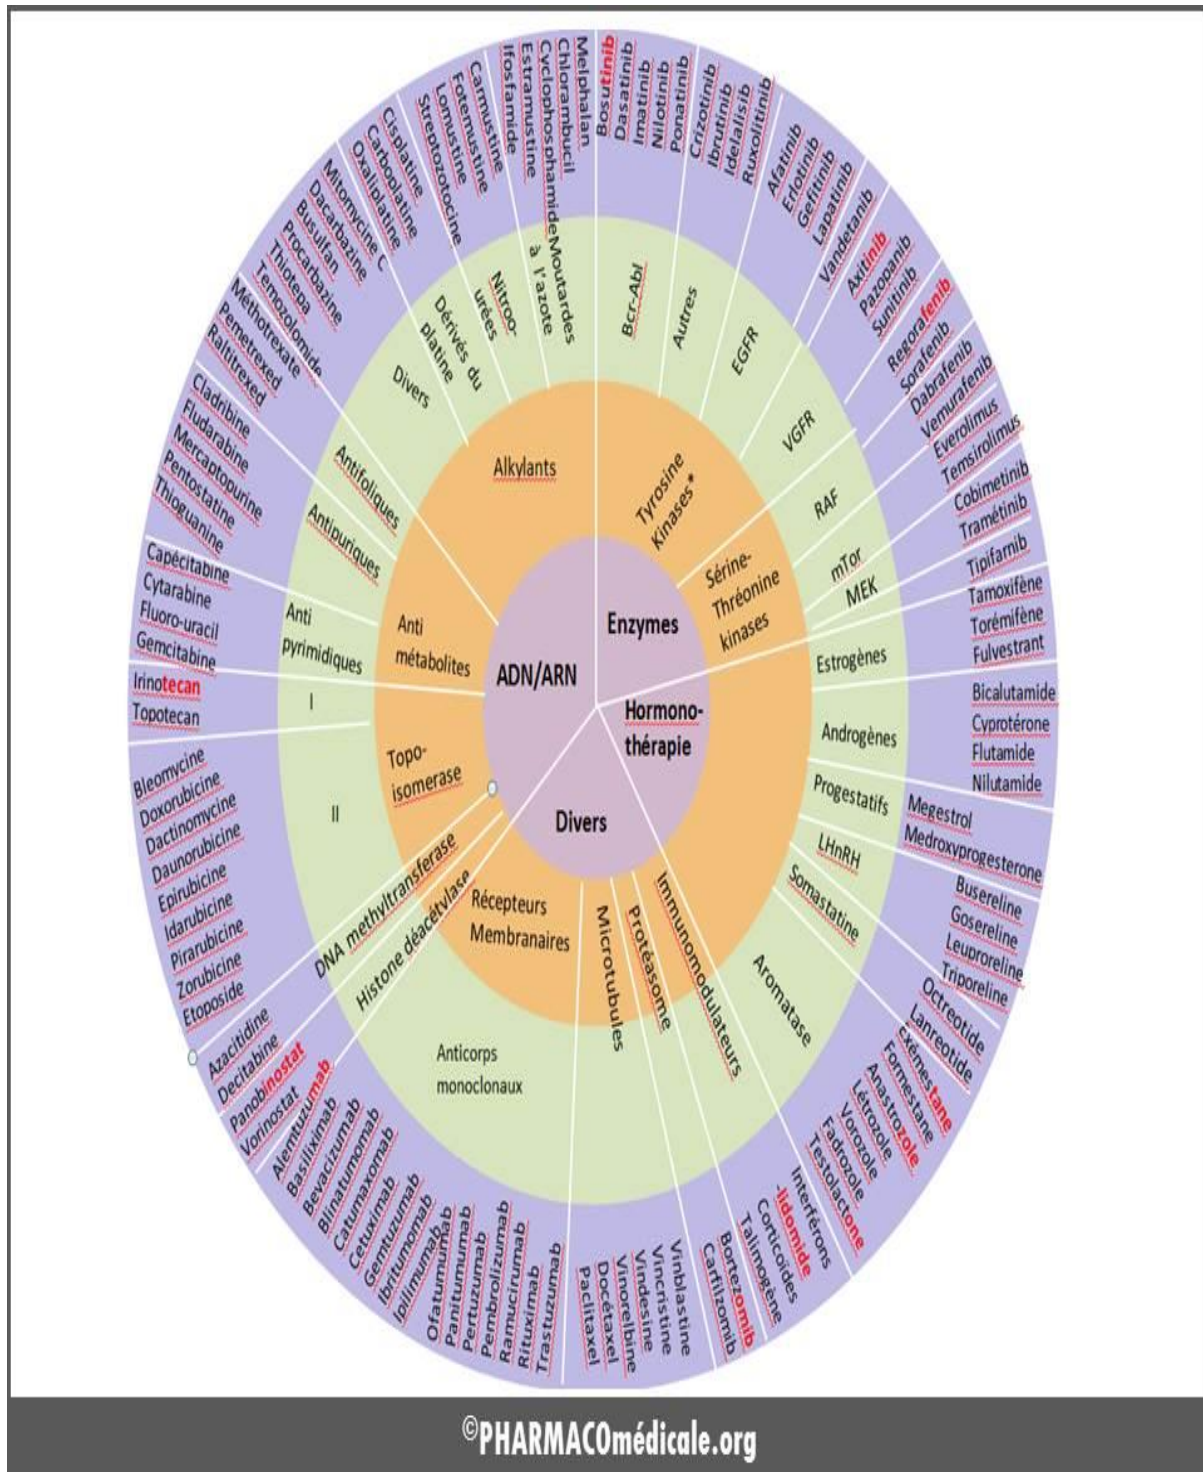 Enzymes
Hormono-
thérapie
Divers
ADN/ARN
Tyrosine
Kinases*
Sérine-
Thréonine
kinases
Alkylants
Anti
métabolites
Topo-
isomerase
DNA methyltransferase
Histone déacétylase
Récepteurs
Membranaires
Microtubules
Protéasome
Immunomodulateurs
Bcr-Abl
Autres
EGFR
VGFR
RAF
mTor
MEK
Estrogènes
Androgènes
Progestatifs
LHnRH
Somastatine
Aromatase
Anticorps
monoclonaux
II
I
Anti
pyrimidiques
Antipuriques
Antifoliques
Divers
Dérivés du
platine
Nitroo-
urées
Moutardes
à l'azote
Bosutinib
Dasatinib
Imatinib
Nilotinib
Ponatinib
Crizotinib
Ibrutinib
Idelalisib
Ruxolitinib
Afatinib
Erlotinib
Gefitinib
Lapatinib
Vandetanib
Axitinib
Pazopanib
Sunitinib
Regorafenib
Sorafenib
Dabrafenib
Vemurafenib
Everolimus
Temsirolimus
Cobimetinib
Tramétinib
Tipifarnib
Tamoxifène
Torémifène
Fulvestrant
Bicalutamide
Cyprotérone
Flutamide
Nilutamide
Megestrol
Medroxyprogesterone
Busereline
Gosereline
Leuproreline
Triporeline
Octreotide
Lanreotide
Exémestane
Formestane
Anastrozole
Létrozole
Vorozole
Fadrozole
Testolactone
Interférons
-lidomide
Corticoïdes
Talimogène
Bortezomib
Carfilzomib
Vinblastine
Vincristine
Vindesine
Vinorelbine
Docétaxel
Paclitaxel
Trastuzumab
Rituximab
Ramucirumab
Pembrolizumab
Pertuzumab
Panitumumab
Ofatumumab
Ipilimumab
Ibritumomab
Gemtuzumab
Cetuximab
Catumaxomab
Blinatumomab
Bevacizumab
Basiliximab
Alemtuzumab
Vorinostat
Panobinostat
Decitabine
Azacitidine
Etoposide
Zorubicine
Pirarubicine
Idarubicine
Epirubicine
Daunorubicine
Dactinomycine
Doxorubicine
Bleomycine
Topotecan
Irinotecan
Gemcitabine
Fluoro-uracil
Cytarabine
Capécitabine
Thioguanine
Pentostatine
Mercaptopurine
Fludarabine
Cladribine
Raltitrexed
Pemetrexed
Méthotrexate
Temozolomide
Thiotepa
Procarbazine
Busulfan
Dacarbazine
Mitomycine C
Oxaliplatine
Carboplatine
Cisplatine
Streptozotocine
Lomustine
Fotemustine
Carmustine
Ifosfamide
Estramustine
Cyclophosphamide
Chlorambucil
Melphalan
©PHARMACOmédicale.org